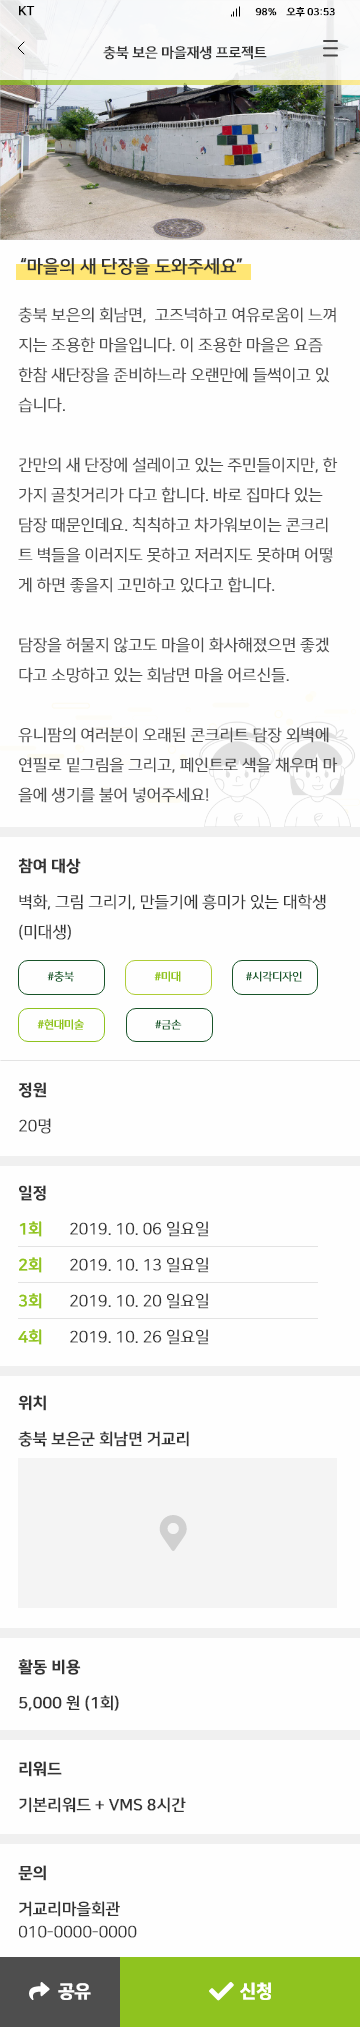 KT
98% 오후 03:53
충북 보은 마을재생 프로젝트
“마을의 새 단장을 도와주세요”
충북 보은의 회남면, 고즈넉하고 여유로움이 느껴
지는 조용한 마을입니다. 이 조용한 마을은 요즘
한참 새단장을 준비하느라 오랜만에 들썩이고 있
습니다.
간만의 새 단장에 설레이고 있는 주민들이지만, 한
가지 골칫거리가 다고 합니다. 바로 집마다 있는
담장 때문인데요. 칙칙하고 차가워보이는 콘크리
트 벽들을 이러지도 못하고 저러지도 못하며 어떻
게 하면 좋을지 고민하고 있다고 합니다.
담장을 허물지 않고도 마을이 화사해졌으면 좋겠
다고 소망하고 있는 회남면 마을 어르신들.
유니팜의 여러분이 오래된 콘크리트 담장 외벽에
연필로 밑그림을 그리고, 페인트로 색을 채우며 마
을에 생기를 불어 넣어주세요!
참여 대상
벽화, 그림 그리기, 만들기에 흥미가 있는 대학생
(미대생)
#충북 #미대 #시각디자인
#현대미술 #금손
정원
20명
일정
1회 2019. 10. 06 일요일
2회 2019. 10. 13 일요일
3회 2019. 10. 20 일요일
4회 2019. 10. 26 일요일
위치
충북 보은군 회남면 거교리
활동 비용
5,000 원 (1회)
리워드
기본리워드 + VMS 8시간
문의
거교리마을회관
010-0000-0000
공유 신청